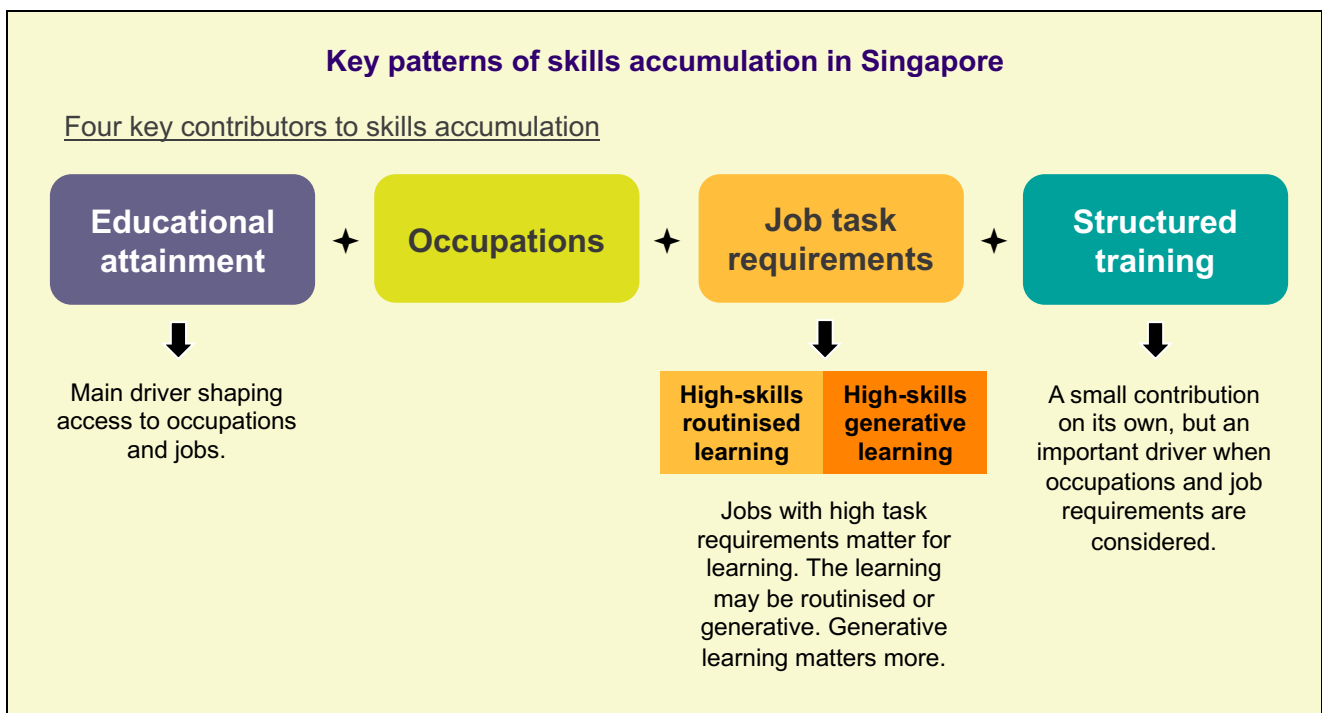 Key patterns of skills accumulation in Singapore
Four key contributors to skills accumulation
Educational
attainment
Occupations
Job task
requirements
Structured
training
Main driver shaping
access to occupations
and jobs.
High-skills
routinised
learning
High-skills
generative
learning
Jobs with high task
requirements matter for
learning. The learning
may be routinised or
generative. Generative
learning matters more.
A small contribution
on its own, but an
important driver when
occupations and job
requirements are
considered.